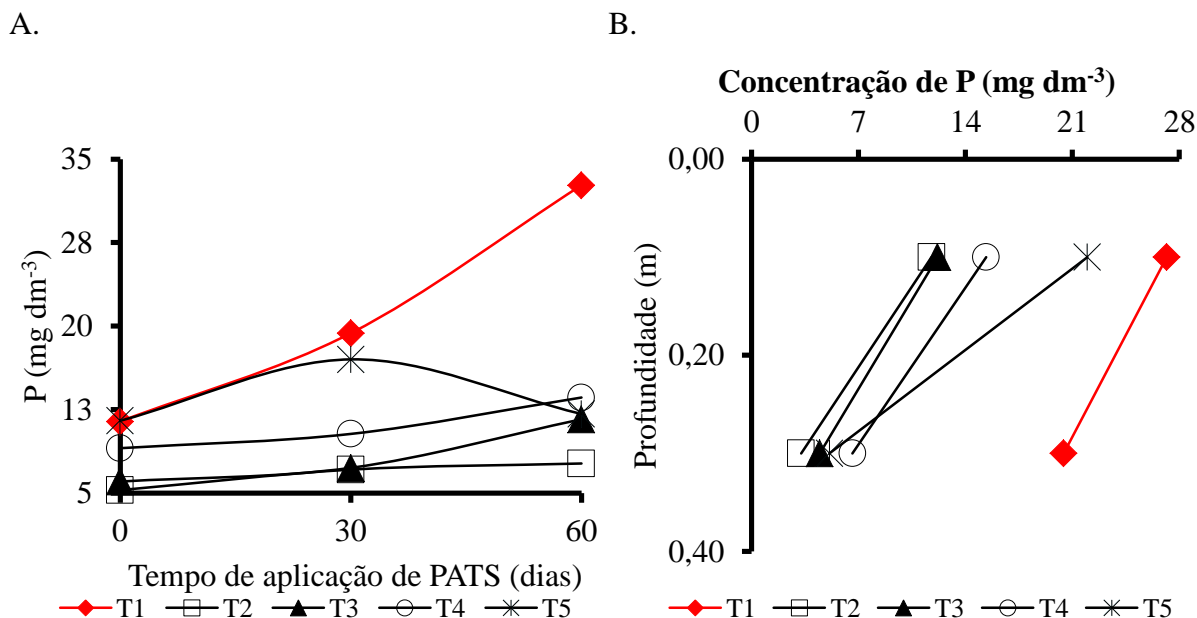 A.
B.
Concentração de P (mg dm-3)
0 7 14 21 28
35
28
20
13
5
P (mg dm-3)
0 30 60
Tempo de aplicação de PATS (dias)
T1 T2 T3 T4 T5
0,00
0,20
0,40
Profundidade (m)
T1 T2 T3 T4 T5